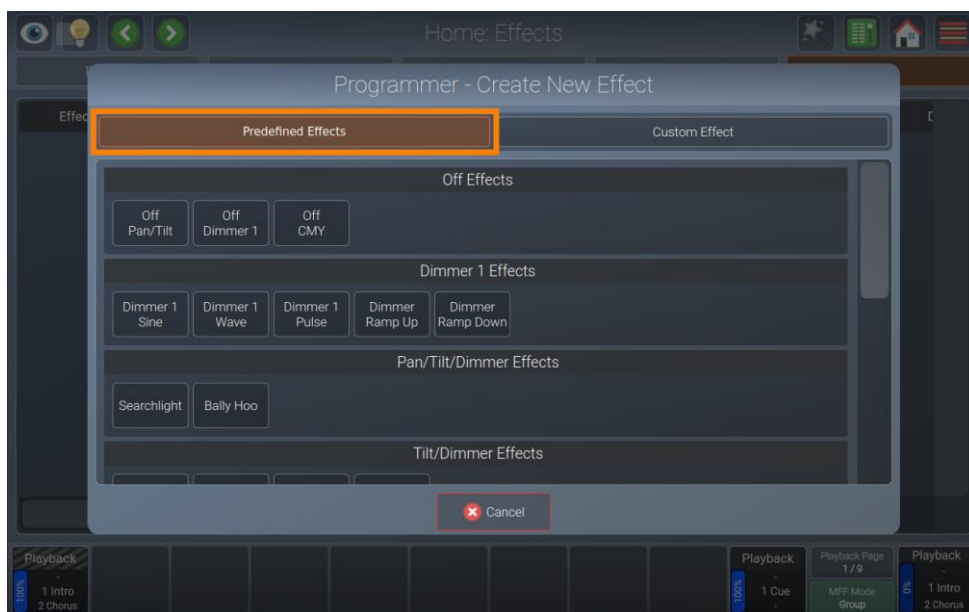 Home: Effects
Programmer - Create New Effect
Effec
Predefined Effects
Custom Effect
Off Effects
Off
Pan/Tilt
Off
Dimmer 1
Off
CMY
Dimmer 1 Effects
Dimmer 1
Sine
Dimmer 1
Wave
Dimmer 1
Pulse
Dimmer
Ramp Up
Dimmer
Ramp Down
Pan/Tilt/Dimmer Effects
Searchlight
Bally Hoo
Tilt/Dimmer Effects
Cancel
Playback
-
100%
1 Intro
2 Chorus
Playback
-
100%
1 Cue
-
Playback Page
1 / 9
MFF Mode
Group
Playback
-
0%
1 Intro
2 Chorus